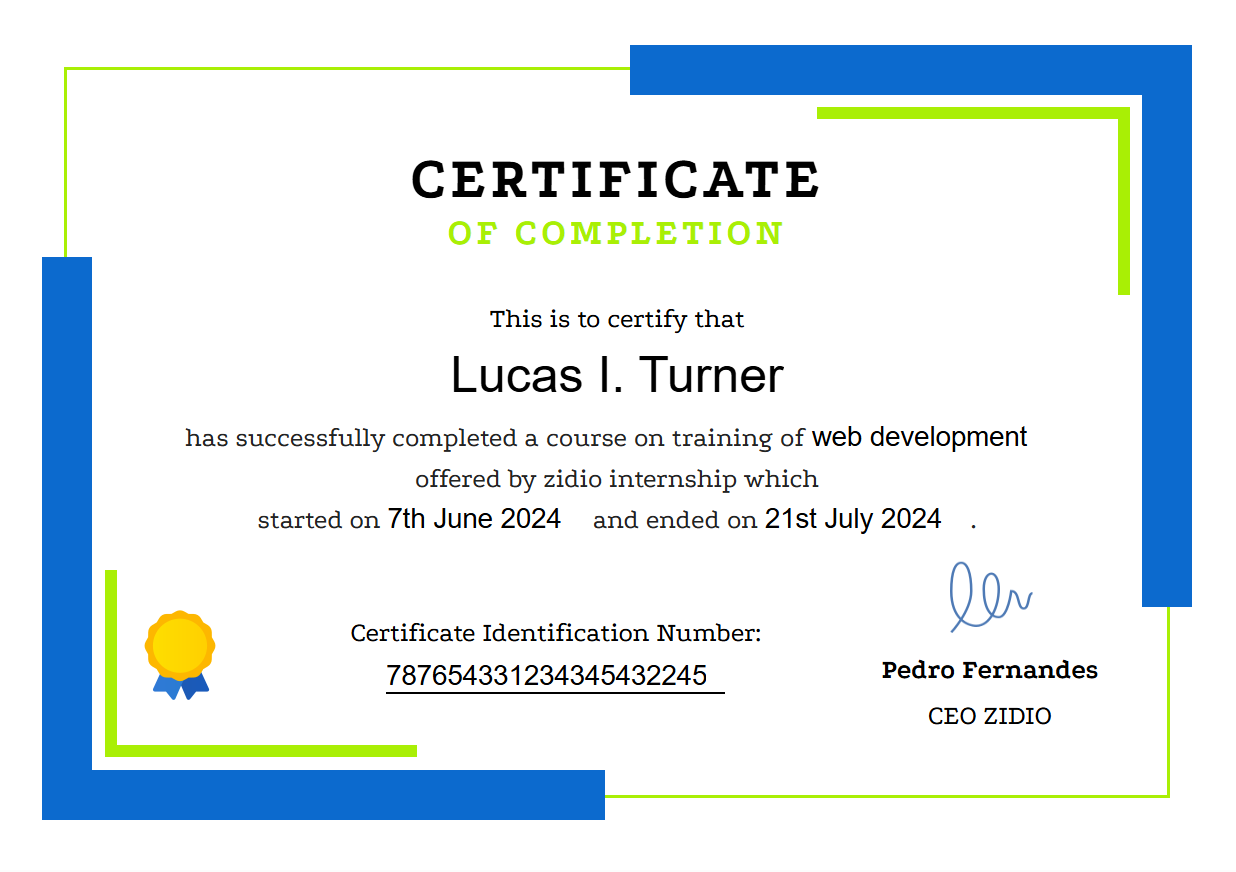 CERTIFICATE
OF COMPLETION
This is to certify that
Lucas I. Turner
has successfully completed a course on training of web development
offered by zidio internship which
started on 7th June 2024 and ended on 21st July 2024 .
Certificate Identification Number:
787654331234345432245
Pedro Fernandes
CEO ZIDIO